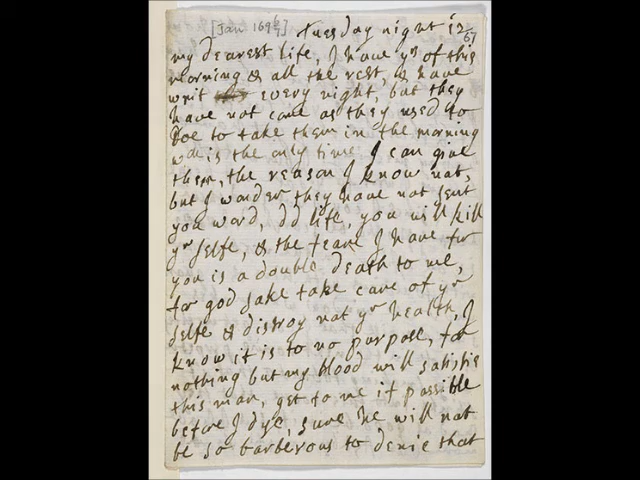 [Jan 169 6/7] Tuesday night 12
67
my dearest life, I have yrs of this
morning & all the rest, & have
writ every night, but they
have not come as they used to
doe to take them in the morning
wch is the only time I can give
them, the reason I know not,
but I wonder they have not sent
you word, dd life, you will kill
yr selfe, & the feare I have for
you is a double death to me,
for god sake take care of yr
selfe & distroy not yr health, I
know it is to no purpose, for
nothing but my blood will satisfie
this man, get to me if possible
before I dye, sure he will not
be so barberous to denie that